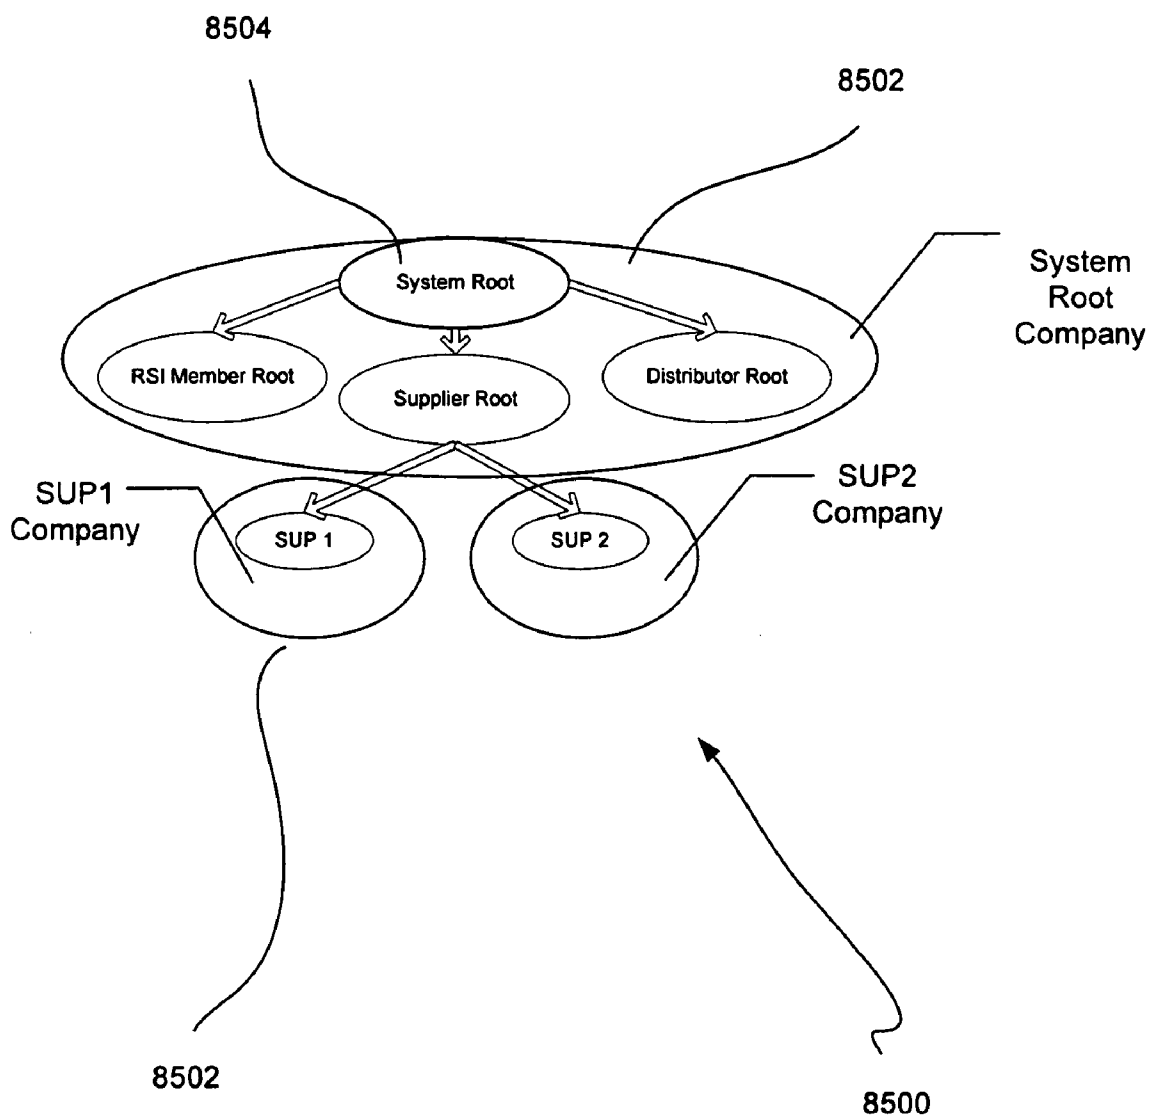 8504
8502
System Root
System
Root
Company
RSI Member Root
Supplier Root
Distributor Root
SUP1
Company
SUP2
Company
SUP 1
SUP 2
8502
8500